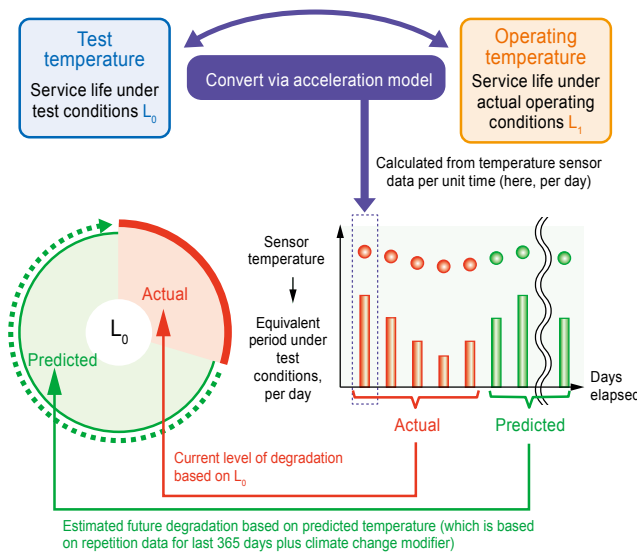 Test
temperature
Service life under
test conditions L₀
Convert via acceleration model
Operating
temperature
Service life under
actual operating
conditions L₁
Calculated from temperature sensor
data per unit time (here, per day)
Sensor
temperature
Equivalent
period under
test
conditions,
per day
Actual
L₀
Predicted
Days
elapsed
Actual
Predicted
Current level of degradation
based on L₀
Estimated future degradation based on predicted temperature (which is based
on repetition data for last 365 days plus climate change modifier)